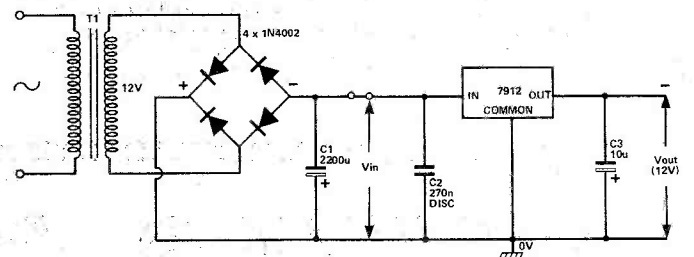 T1
4 x 1N4002
12V
+
−
7912
IN
OUT
COMMON
−
C1
2200u
+
Vin
C2
270n
DISC
C3
10u
+
Vout
(12V)
0V